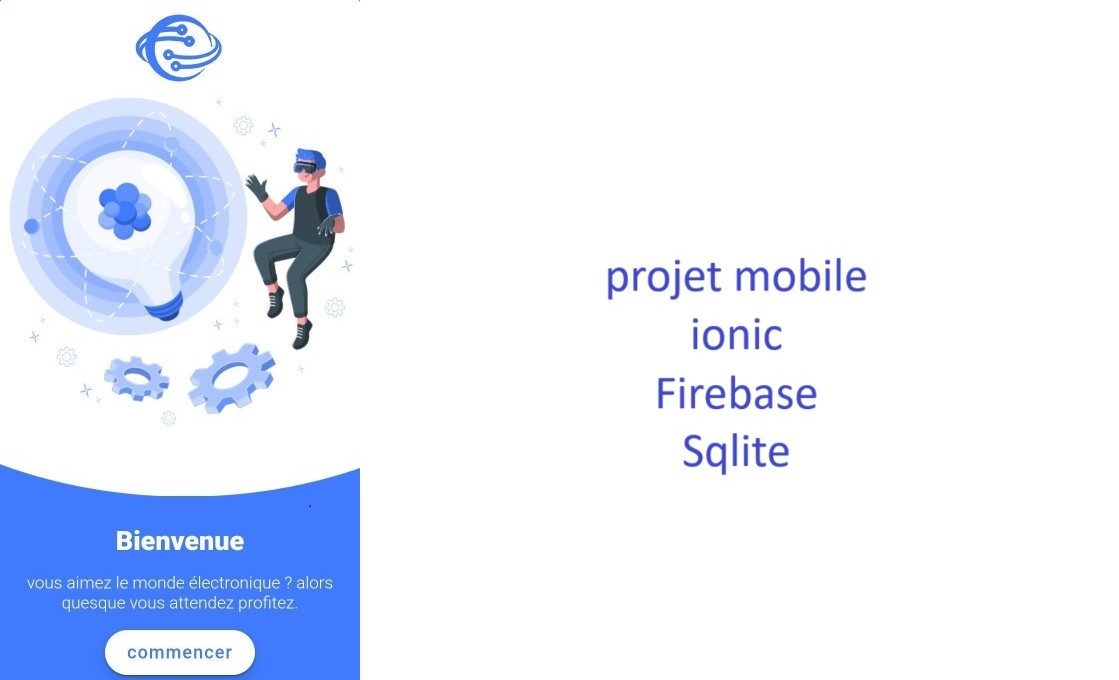 Bienvenue
vous aimez le monde électronique ? alors
quesque vous attendez profitez.
commencer
projet mobile
ionic
Firebase
Sqlite